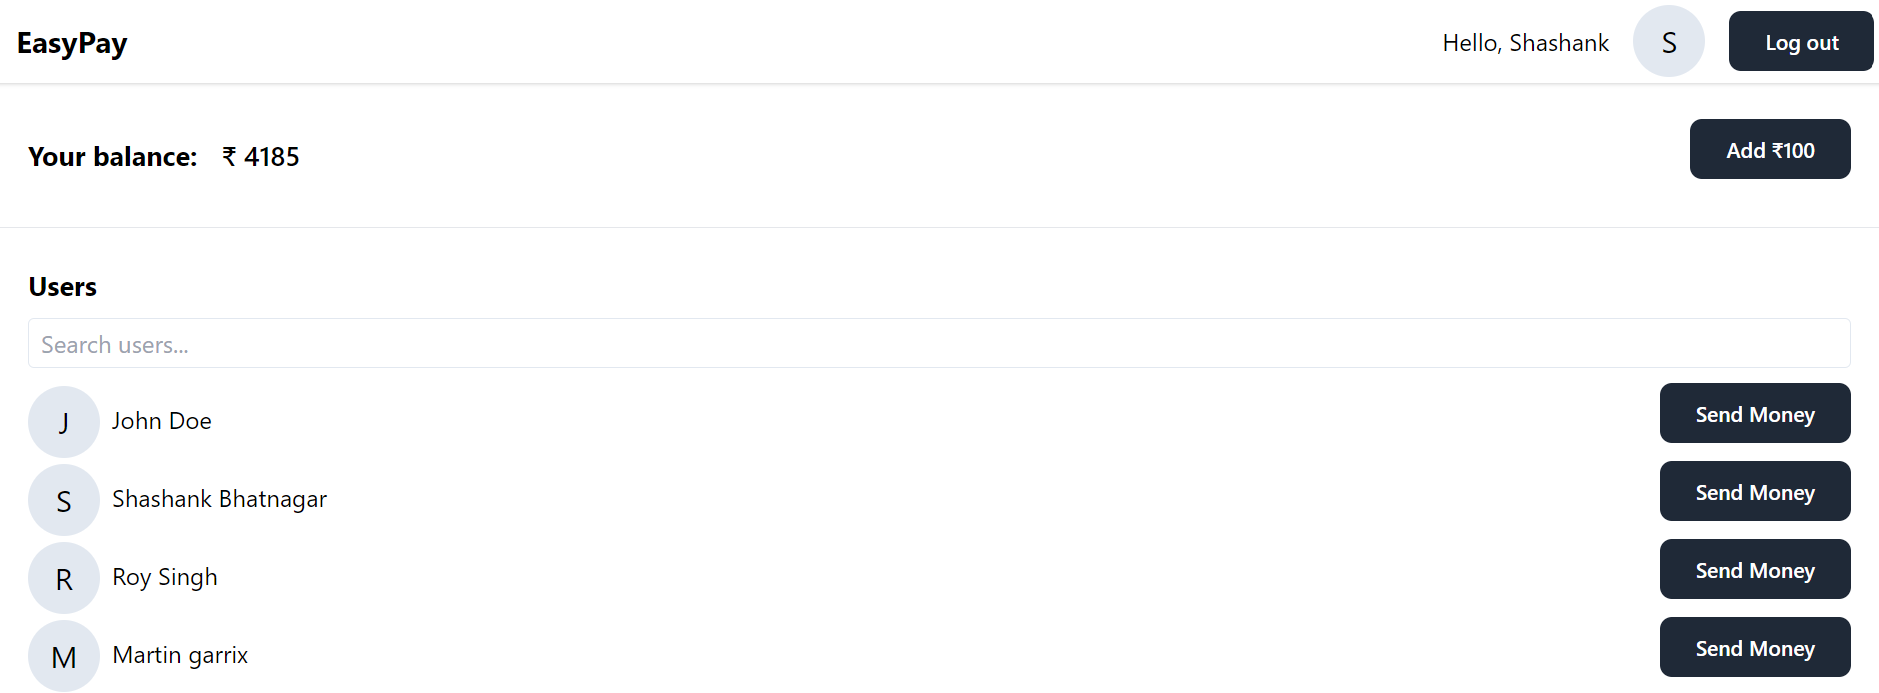 EasyPay Hello, Shashank S Log out
Your balance: ₹ 4185 Add ₹100
Users
Search users...
J John Doe Send Money
S Shashank Bhatnagar Send Money
R Roy Singh Send Money
M Martin garrix Send Money